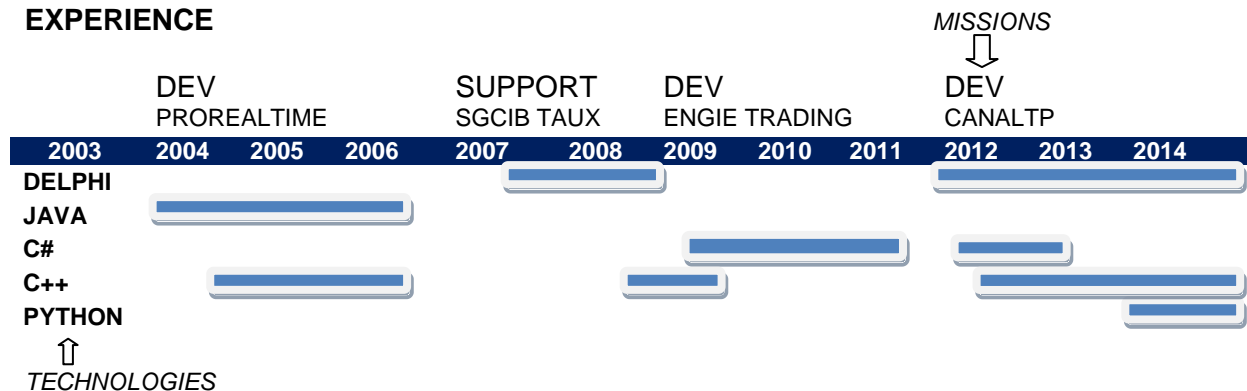 EXPERIENCE
MISSIONS
DEV SUPPORT DEV DEV
PROREALTIME SGCIB TAUX ENGIE TRADING CANALTP
2003 2004 2005 2006 2007 2008 2009 2010 2011 2012 2013 2014
DELPHI
JAVA
C#
C++
PYTHON
TECHNOLOGIES